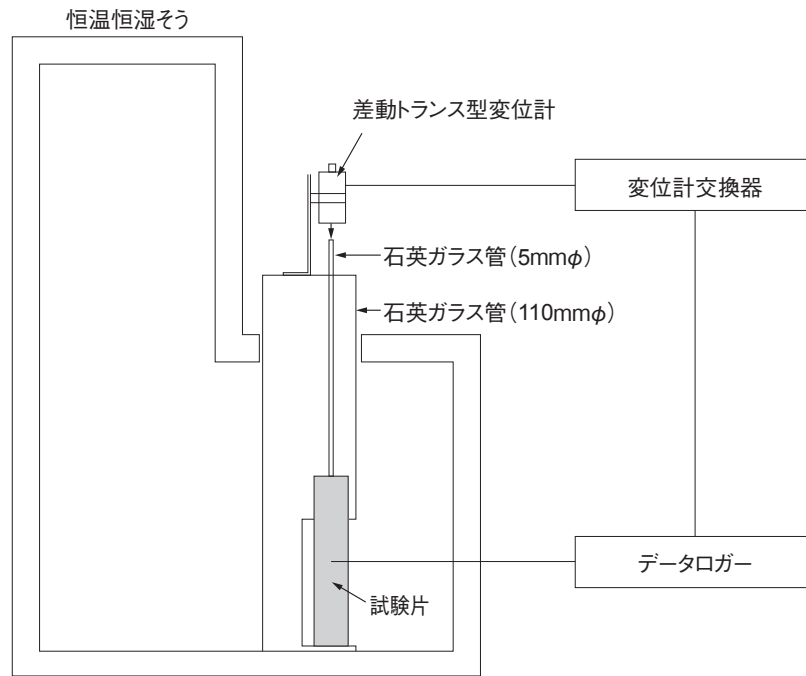 恒温恒湿そう
差動トランス型変位計
変位計交換器
石英ガラス管（5mmφ）
石英ガラス管（110mmφ）
データロガー
試験片